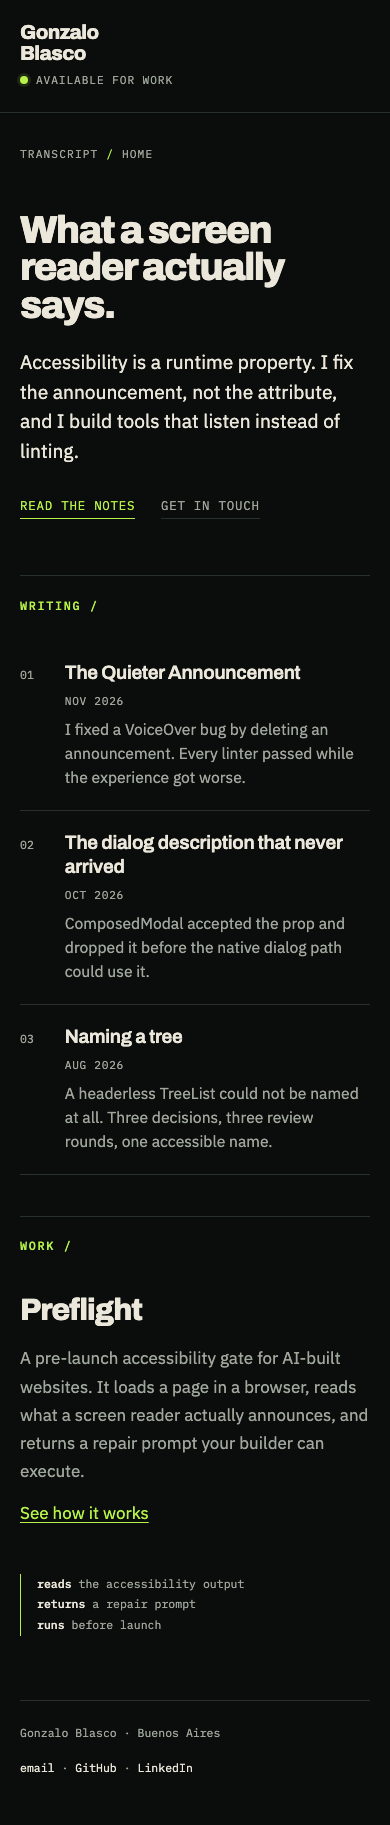 Gonzalo
Blasco
AVAILABLE FOR WORK
TRANSCRIPT / HOME
What a screen
reader actually
says.
Accessibility is a runtime property. I fix
the announcement, not the attribute,
and I build tools that listen instead of
linting.
READ THE NOTES GET IN TOUCH
WRITING /
01 The Quieter Announcement
NOV 2026
I fixed a VoiceOver bug by deleting an
announcement. Every linter passed while
the experience got worse.
02 The dialog description that never
arrived
OCT 2026
ComposedModal accepted the prop and
dropped it before the native dialog path
could use it.
03 Naming a tree
AUG 2026
A headless TreeList could not be named
at all. Three decisions, three review
rounds, one accessible name.
WORK /
Preflight
A pre-launch accessibility gate for AI-built
websites. It loads a page in a browser, reads
what a screen reader actually announces, and
returns a repair prompt your builder can
execute.
See how it works
reads the accessibility output
returns a repair prompt
runs before launch
Gonzalo Blasco · Buenos Aires
email · GitHub · LinkedIn